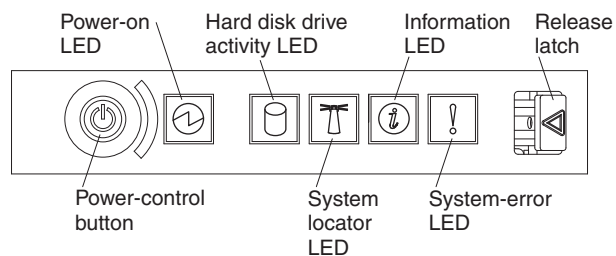 Power-on
LED
Hard disk drive
activity LED
Information
LED
Release
latch
Power-control
button
System
locator
LED
System-error
LED